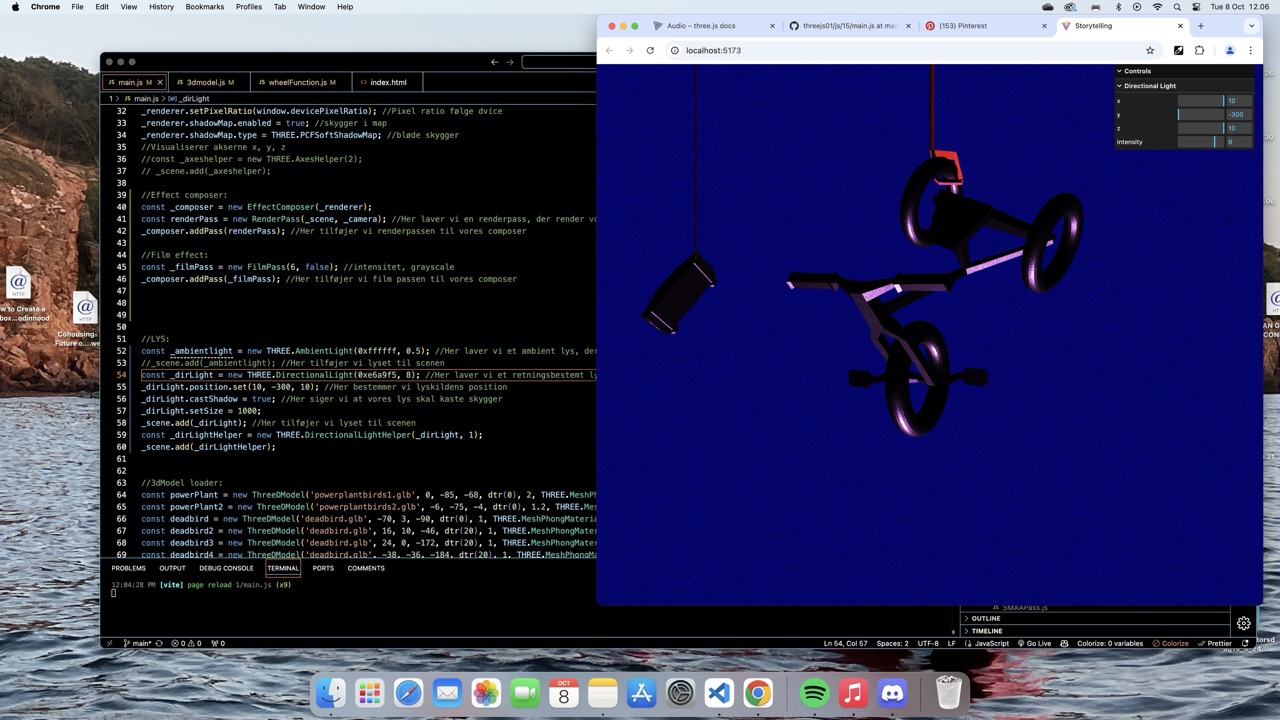 Chrome File Edit View History Bookmarks Profiles Tab Window Help
Tue 8 Oct 12.06
Audio – three.js docs
threejs01/js/15/main.js at mai
(153) Pinterest
Storytelling
localhost:5173
main.js M
3dmodel.js M
wheelFunction.js M
index.html
1 > main.js > _dirLight
32 _renderer.setPixelRatio(window.devicePixelRatio); //Pixel ratio følge dvice
33 _renderer.shadowMap.enabled = true; //skygger i map
34 _renderer.shadowMap.type = THREE.PCFSoftShadowMap; //bløde skygger
35 //Visualiserer akserne x, y, z
36 //const _axeshelper = new THREE.AxesHelper(2);
37 // _scene.add(_axeshelper);
38
39 //Effect composer:
40 const _composer = new EffectComposer(_renderer);
41 const renderPass = new RenderPass(_scene, _camera); //Her laver vi en renderpass, der render vo
42 _composer.addPass(renderPass); //Her tilføjer vi renderpassen til vores composer
43
44 //Film effect:
45 const _filmPass = new FilmPass(6, false); //intensitet, grayscale
46 _composer.addPass(_filmPass); //Her tilføjer vi film passen til vores composer
47
48
49
50
51 //LYS:
52 const _ambientlight = new THREE.AmbientLight(0xffffff, 0.5); //Her laver vi et ambient lys, der
53 //_scene.add(_ambientlight); //Her tilføjer vi lyset til scenen
54 const _dirLight = new THREE.DirectionalLight(0xe6a9f5, 8); //Her laver vi et retningsbestemt ly
55 _dirLight.position.set(10, -300, 10); //Her bestemmer vi lyskildens position
56 _dirLight.castShadow = true; //Her siger vi at vores lys skal kaste skygger
57 _dirLight.setSize = 1000;
58 _scene.add(_dirLight); //Her tilføjer vi lyset til scenen
59 const _dirLightHelper = new THREE.DirectionalLightHelper(_dirLight, 1);
60 _scene.add(_dirLightHelper);
61
62
63 //3dModel loader:
64 const powerPlant = new ThreeDModel('powerplantbirds1.glb', 0, -85, -68, dtr(0), 2, THREE.MeshPh
65 const powerPlant2 = new ThreeDModel('powerplantbirds2.glb', -6, -75, -4, dtr(0), 1.2, THREE.Mesh
66 const deadbird = new ThreeDModel('deadbird.glb', -70, 3, -90, dtr(0), 1, THREE.MeshPhongMateria
67 const deadbird2 = new ThreeDModel('deadbird.glb', 16, 10, -46, dtr(20), 1, THREE.MeshPhongMater
68 const deadbird3 = new ThreeDModel('deadbird.glb', 24, 0, -172, dtr(20), 1, THREE.MeshPhongMater
69 const deadbird4 = new ThreeDModel('deadbird.glb', -38, -36, -184, dtr(20), 1, THREE.MeshPhongMa
PROBLEMS OUTPUT DEBUG CONSOLE TERMINAL PORTS COMMENTS
12:04:28 PM [vite] page reload 1/main.js (x9)
main* 0 0 0
Ln 54, Col 57 Spaces: 2 UTF-8 LF JavaScript Go Live Colorize: 0 variables Colorize Prettier
SMAAPass.js
OUTLINE
TIMELINE
Controls
Directional Light
x 10
y -300
z 10
intensity 8
HTTP
HTTP
OCT
8